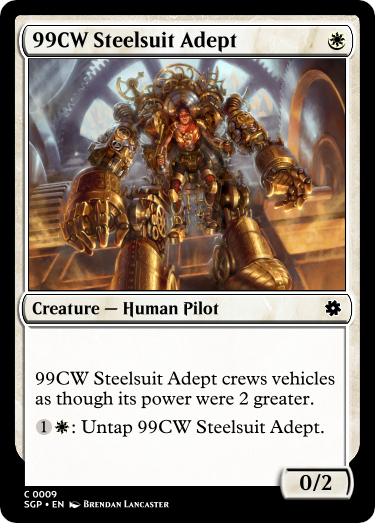 99CW Steelsuit Adept
Creature — Human Pilot
99CW Steelsuit Adept crews vehicles
as though its power were 2 greater.
1: Untap 99CW Steelsuit Adept.
0/2
C 0009
SGP • EN Brendan Lancaster